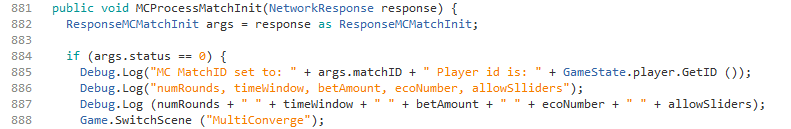 881 public void MCProcessMatchInit(NetworkResponse response) {
882 ResponseMCMatchInit args = response as ResponseMCMatchInit;
883
884 if (args.status == 0) {
885 Debug.Log("MC MatchID set to: " + args.matchID + " Player id is: " + GameState.player.GetID ());
886 Debug.Log("numRounds, timeWindow, betAmount, ecoNumber, allowSlliders");
887 Debug.Log (numRounds + " " + timeWindow + " " + betAmount + " " + ecoNumber + " " + allowSliders);
888 Game.SwitchScene ("MultiConverge");